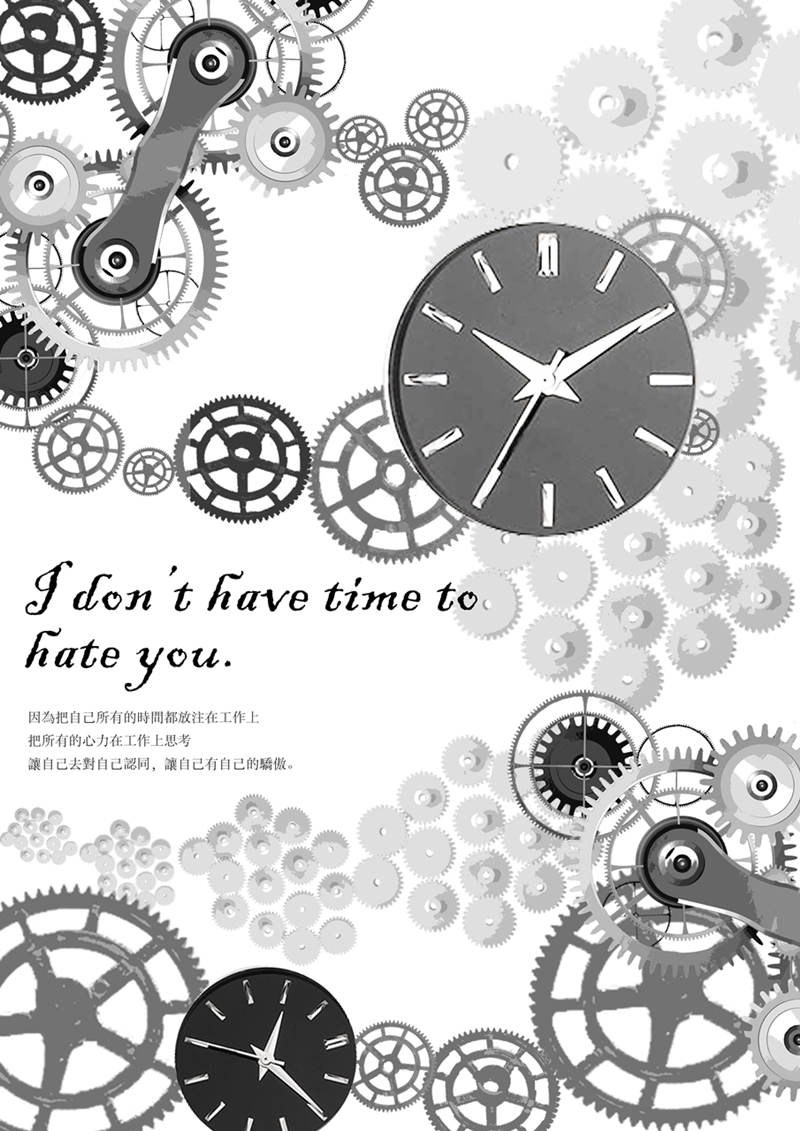 I don't have time to
hate you.
因為把自己所有的時間都放注在工作上
把所有的心力在工作上思考
讓自己去對自己認同，讓自己有自己的驕傲。